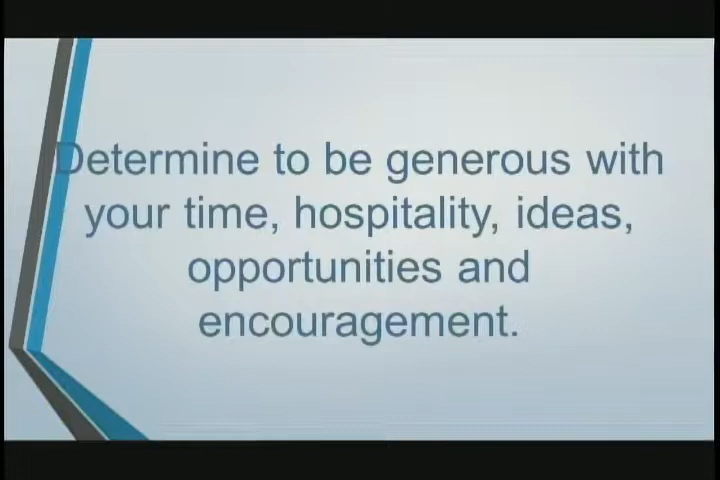 Determine to be generous with
your time, hospitality, ideas,
opportunities and
encouragement.